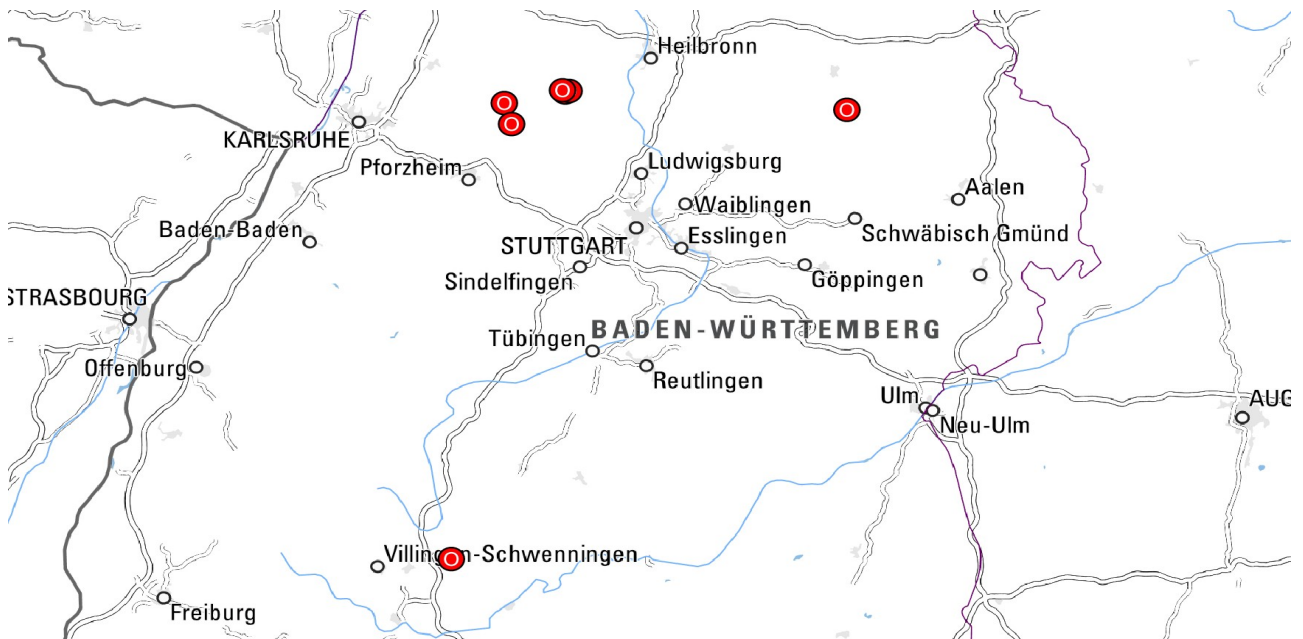 Heilbronn
O
O
O
O
KARLSRUHE
Pforzheim
Ludwigsburg
Aalen
Waiblingen
Baden-Baden
Esslingen
Schwäbisch Gmünd
STUTTGART
Sindelfingen
Göppingen
STRASBOURG
BADEN-WÜRTTEMBERG
Tübingen
Offenburg
Reutlingen
Ulm
AUG
Neu-Ulm
Villingen-Schwenningen
O
Freiburg